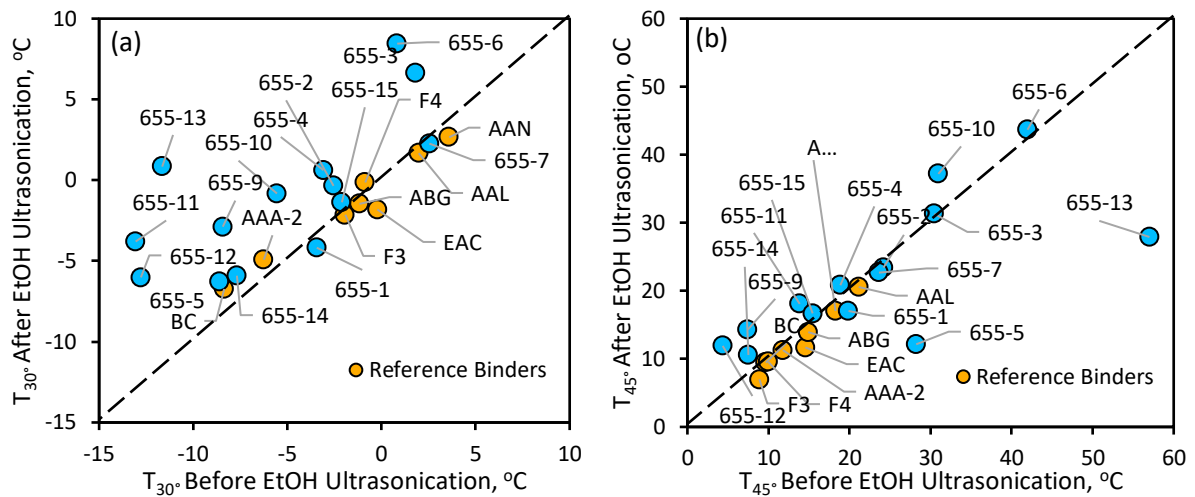 (a)
10
5
0
-5
-10
-15
-15
-10
-5
0
5
10
T30° After EtOH Ultrasonication, °C
T30° Before EtOH Ultrasonication, °C
655-6
655-3
655-2
655-15
655-4
F4
655-13
AAN
655-10
655-7
655-9
AAL
655-11
ABG
AAA-2
EAC
655-12
F3
655-5
655-1
BC
655-14
Reference Binders
(b)
60
50
40
30
20
10
0
0
10
20
30
40
50
60
T45° After EtOH Ultrasonication, oC
T45° Before EtOH Ultrasonication, °C
655-6
655-10
A...
655-15
655-4
655-13
655-11
655-2
655-3
655-14
655-7
655-9
AAL
BC
655-1
ABG
655-5
EAC
Reference Binders
AAA-2
655-12
F3
F4